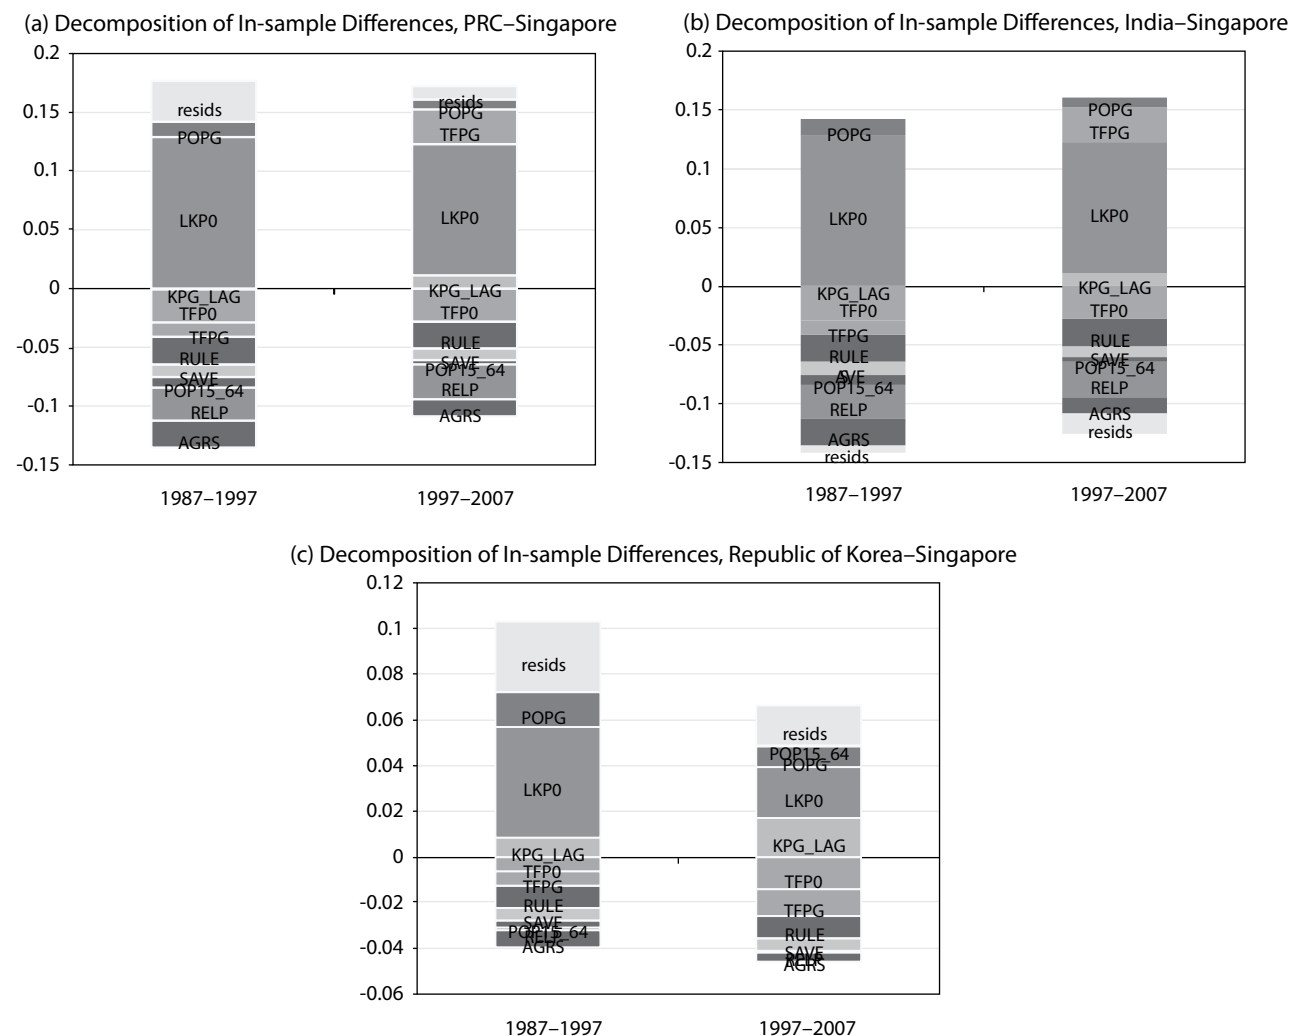 (a) Decomposition of In-sample Differences, PRC–Singapore
0.2
0.15
0.1
0.05
0
-0.05
-0.1
-0.15
resids
POPG
LKP0
KPG_LAG
TFP0
TFPG
RULE
SAVE
POP15_64
RELP
AGRS
resids
POPG
TFPG
LKP0
KPG_LAG
TFP0
RULE
SAVE
POP15_64
RELP
AGRS
1987–1997
1997–2007
(b) Decomposition of In-sample Differences, India–Singapore
0.2
0.15
0.1
0.05
0
-0.05
-0.1
-0.15
POPG
LKP0
KPG_LAG
TFP0
TFPG
RULE
POP15_64
RELP
AGRS
resids
POPG
TFPG
LKP0
KPG_LAG
TFP0
RULE
SAVE
POP15_64
RELP
AGRS
resids
1987–1997
1997–2007
(c) Decomposition of In-sample Differences, Republic of Korea–Singapore
0.12
0.1
0.08
0.06
0.04
0.02
0
-0.02
-0.04
-0.06
resids
POPG
LKP0
KPG_LAG
TFP0
TFPG
RULE
SAVE
POP15_64
RELP
AGRS
resids
POP15_64
POPG
LKP0
KPG_LAG
TFP0
TFPG
RULE
SAVE
RELP
AGRS
1987–1997
1997–2007